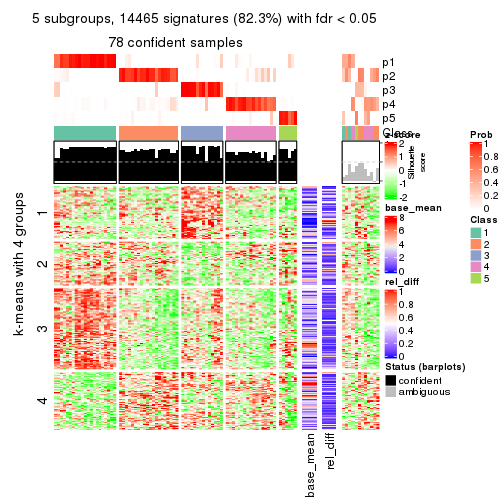 5 subgroups, 14465 signatures (82.3%) with fdr < 0.05
78 confident samples
p1
p2
p3
p4
p5
Class
Silhouette
score
k-means with 4 groups
1
2
3
4
base_mean
rel_diff
z-score
2
1
0
-1
-2
base_mean
8
6
4
2
0
rel_diff
1
0.8
0.6
0.4
0.2
0
Status (barplots)
confident
ambiguous
Prob
1
0.8
0.6
0.4
0.2
0
Class
1
2
3
4
5